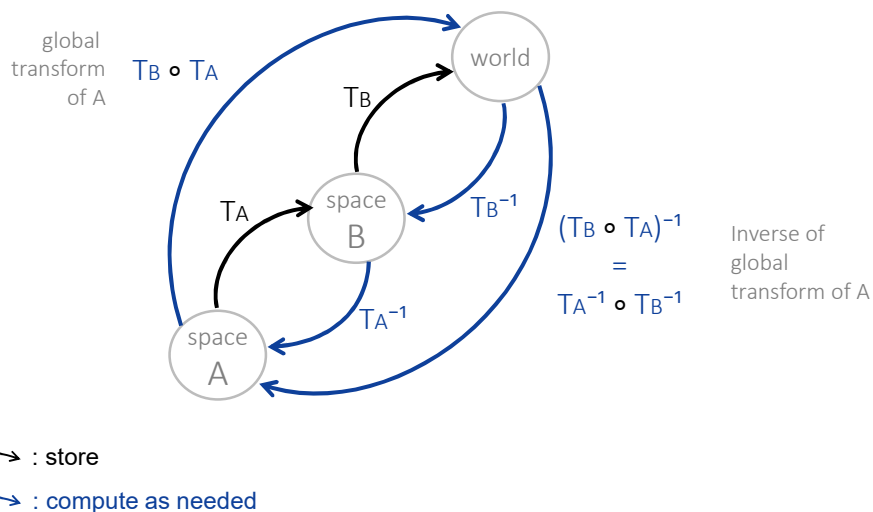 global
transform
of A
TB ∘ TA
world
TB
space
B
TA
TB⁻¹
(TB ∘ TA)⁻¹
=
TA⁻¹ ∘ TB⁻¹
Inverse of
global
transform of A
TA⁻¹
space
A
: store
: compute as needed